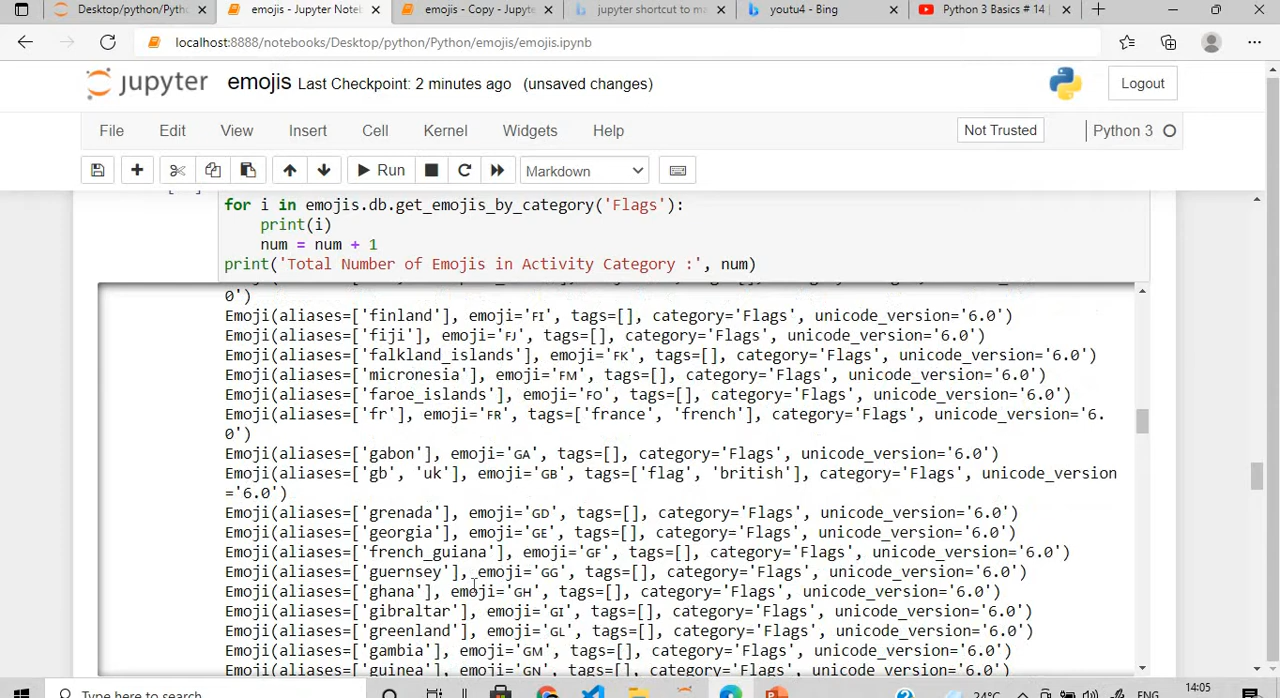 Desktop/python/Pyth
emojis - Jupyter Note
emojis - Copy - Jupyte
jupyter shortcut to ma
youtu4 - Bing
Python 3 Basics # 14 |
localhost:8888/notebooks/Desktop/python/Python/emojis/emojis.ipynb
jupyter emojis Last Checkpoint: 2 minutes ago (unsaved changes)
Logout
File Edit View Insert Cell Kernel Widgets Help
Not Trusted
Python 3
Run
Markdown
for i in emojis.db.get_emojis_by_category('Flags'):
print(i)
num = num + 1
print('Total Number of Emojis in Activity Category :', num)
0')
Emoji(aliases=['finland'], emoji='FI', tags=[], category='Flags', unicode_version='6.0')
Emoji(aliases=['fiji'], emoji='FJ', tags=[], category='Flags', unicode_version='6.0')
Emoji(aliases=['falkland_islands'], emoji='FK', tags=[], category='Flags', unicode_version='6.0')
Emoji(aliases=['micronesia'], emoji='FM', tags=[], category='Flags', unicode_version='6.0')
Emoji(aliases=['faroe_islands'], emoji='FO', tags=[], category='Flags', unicode_version='6.0')
Emoji(aliases=['fr'], emoji='FR', tags=['france', 'french'], category='Flags', unicode_version='6.
0')
Emoji(aliases=['gabon'], emoji='GA', tags=[], category='Flags', unicode_version='6.0')
Emoji(aliases=['gb', 'uk'], emoji='GB', tags=['flag', 'british'], category='Flags', unicode_version
='6.0')
Emoji(aliases=['grenada'], emoji='GD', tags=[], category='Flags', unicode_version='6.0')
Emoji(aliases=['georgia'], emoji='GE', tags=[], category='Flags', unicode_version='6.0')
Emoji(aliases=['french_guiana'], emoji='GF', tags=[], category='Flags', unicode_version='6.0')
Emoji(aliases=['guernsey'], emoji='GG', tags=[], category='Flags', unicode_version='6.0')
Emoji(aliases=['ghana'], emoji='GH', tags=[], category='Flags', unicode_version='6.0')
Emoji(aliases=['gibraltar'], emoji='GI', tags=[], category='Flags', unicode_version='6.0')
Emoji(aliases=['greenland'], emoji='GL', tags=[], category='Flags', unicode_version='6.0')
Emoji(aliases=['gambia'], emoji='GM', tags=[], category='Flags', unicode_version='6.0')
Emoji(aliases=['guinea'], emoji='GN', tags=[], category='Flags', unicode_version='6.0')
Type here to search
24°C
ENG
14:05